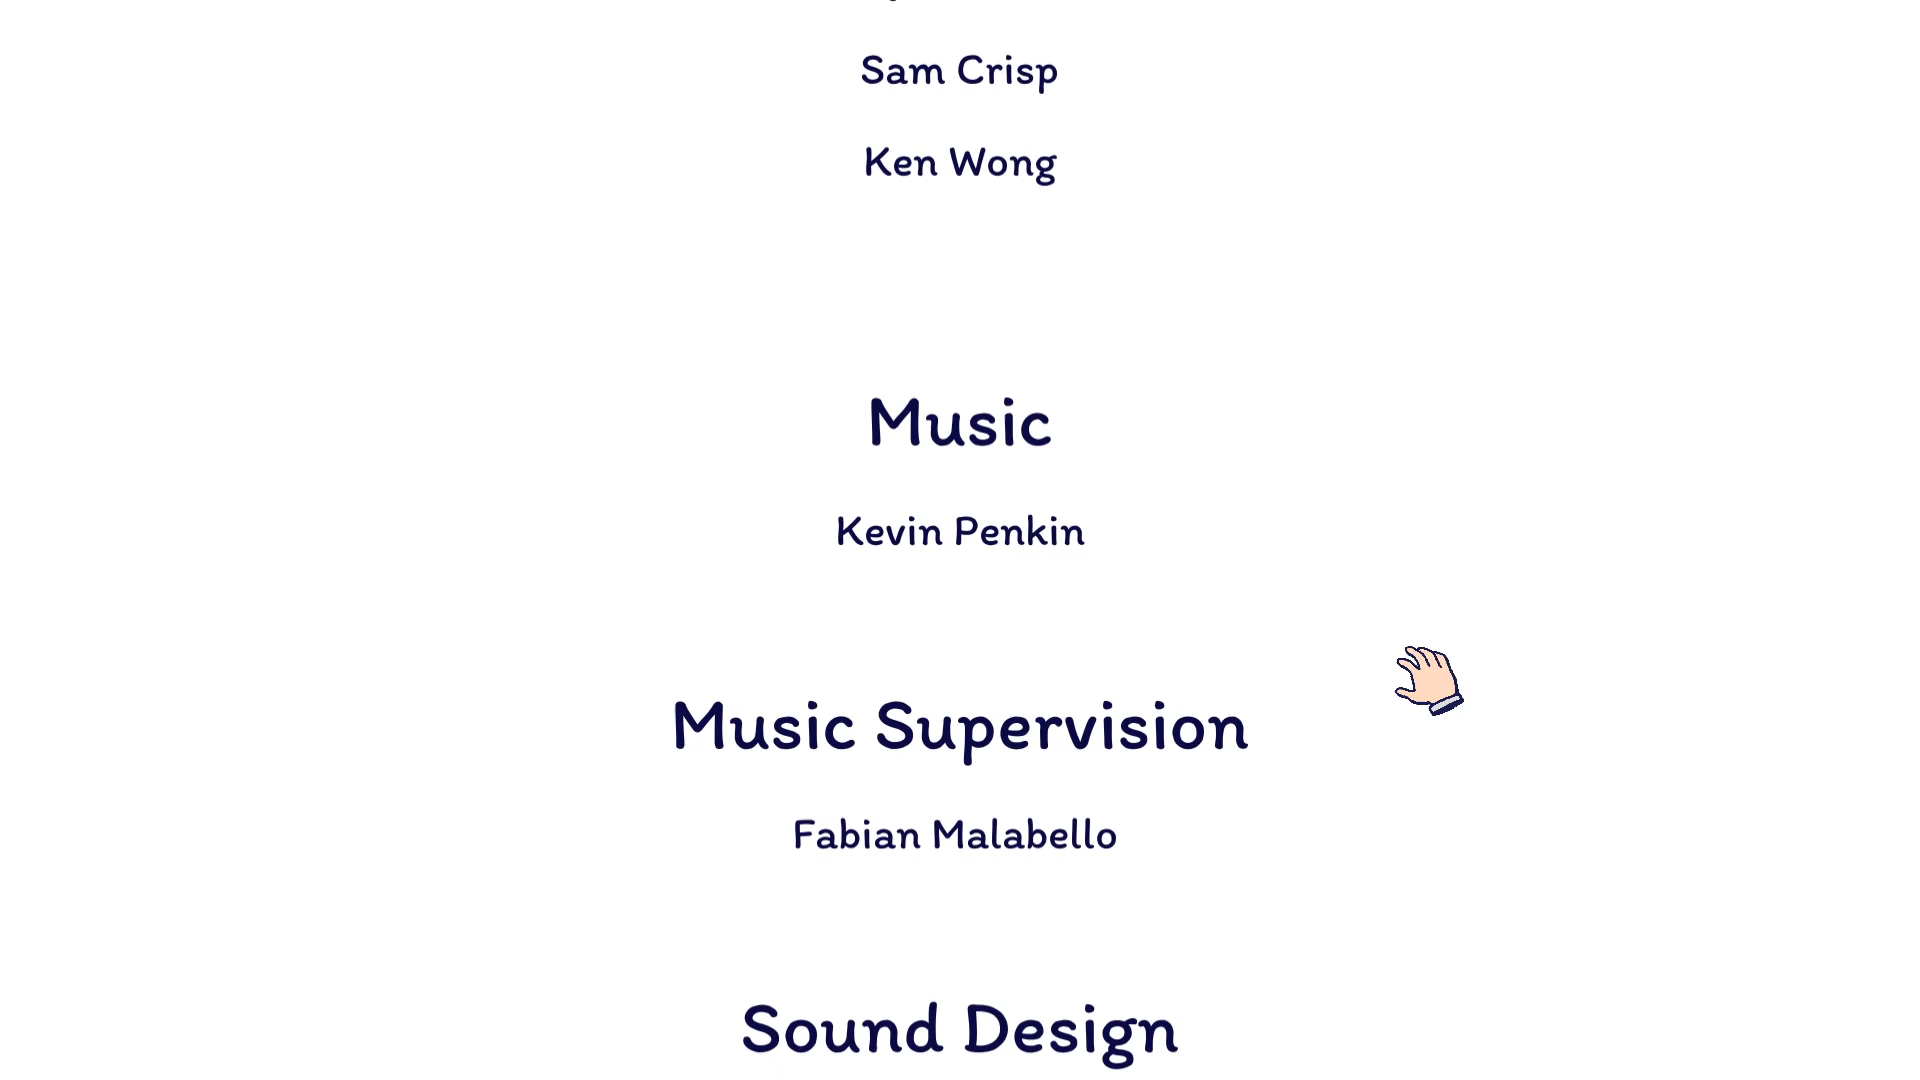 Sam Crisp
Ken Wong
Music
Kevin Penkin
Music Supervision
Fabian Malabello
Sound Design